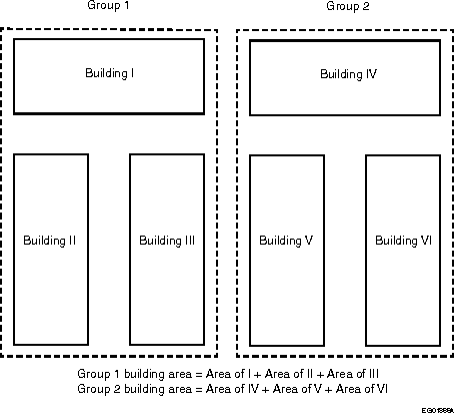 Group 1
Group 2
Building I
Building IV
Building II
Building III
Building V
Building VI
Group 1 building area = Area of I + Area of II + Area of III
Group 2 building area = Area of IV + Area of V + Area of VI